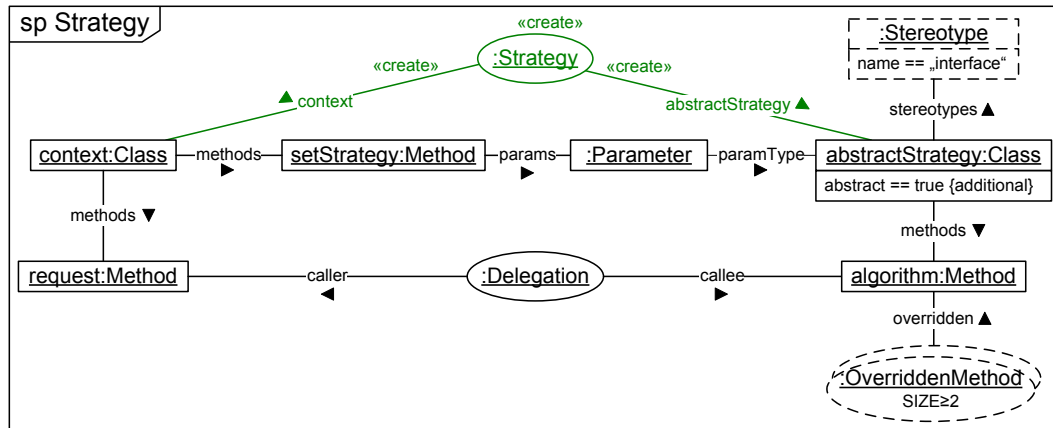 sp Strategy
«create»
:Strategy
«create»
«create»
context
abstractStrategy
:Stereotype
name == „interface“
stereotypes
context:Class
methods
setStrategy:Method
params
:Parameter
paramType
abstractStrategy:Class
abstract == true {additional}
methods
methods
request:Method
caller
:Delegation
callee
algorithm:Method
overridden
:OverriddenMethod
SIZE≥2